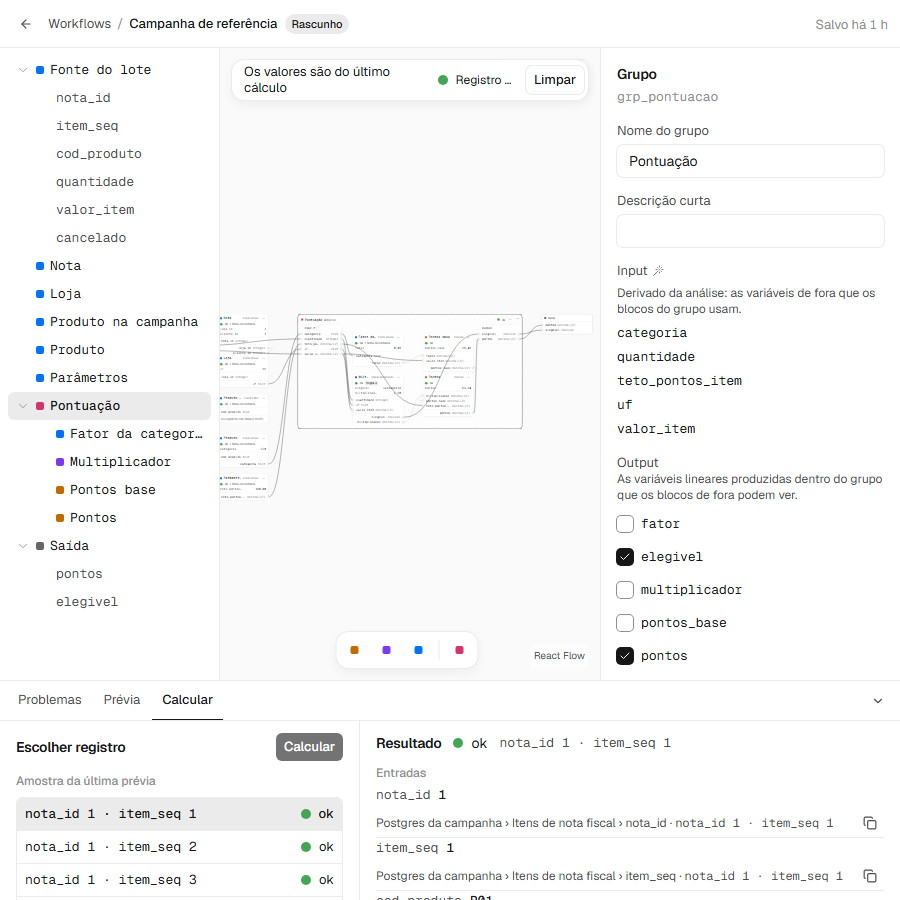 Workflows / Campanha de referência Rascunho
Salvo há 1 h
Fonte do lote
nota_id
item_seq
cod_produto
quantidade
valor_item
cancelado
Nota
Loja
Produto na campanha
Produto
Parâmetros
Pontuação
Fator da categor…
Multiplicador
Pontos base
Pontos
Saída
pontos
elegivel
Os valores são do último
cálculo
Registro …
Limpar
React Flow
Grupo
grp_pontuacao
Nome do grupo
Pontuação
Descrição curta
Input
Derivado da análise: as variáveis de fora que os
blocos do grupo usam.
categoria
quantidade
teto_pontos_item
uf
valor_item
Output
As variáveis lineares produzidas dentro do grupo
que os blocos de fora podem ver.
fator
elegivel
multiplicador
pontos_base
pontos
Problemas Prévia Calcular
Escolher registro
Calcular
Amostra da última prévia
nota_id 1 · item_seq 1 ok
nota_id 1 · item_seq 2 ok
nota_id 1 · item_seq 3 ok
Resultado ok nota_id 1 · item_seq 1
Entradas
nota_id 1
Postgres da campanha › Itens de nota fiscal › nota_id · nota_id 1 · item_seq 1
item_seq 1
Postgres da campanha › Itens de nota fiscal › item_seq · nota_id 1 · item_seq 1
cod_produto P01